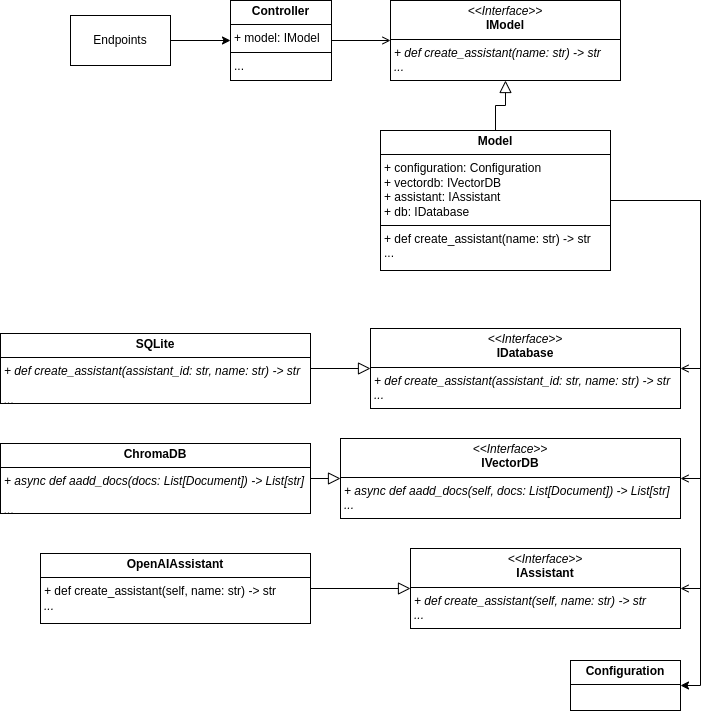 Endpoints
Controller
+ model: IModel
...
<<Interface>>
IModel
+ def create_assistant(name: str) -> str
...
Model
+ configuration: Configuration
+ vectordb: IVectorDB
+ assistant: IAssistant
+ db: IDatabase
+ def create_assistant(name: str) -> str
...
SQLite
+ def create_assistant(assistant_id: str, name: str) -> str
...
<<Interface>>
IDatabase
+ def create_assistant(assistant_id: str, name: str) -> str
...
ChromaDB
+ async def aadd_docs(docs: List[Document]) -> List[str]
...
<<Interface>>
IVectorDB
+ async def aadd_docs(self, docs: List[Document]) -> List[str]
...
OpenAIAssistant
+ def create_assistant(self, name: str) -> str
...
<<Interface>>
IAssistant
+ def create_assistant(self, name: str) -> str
...
Configuration